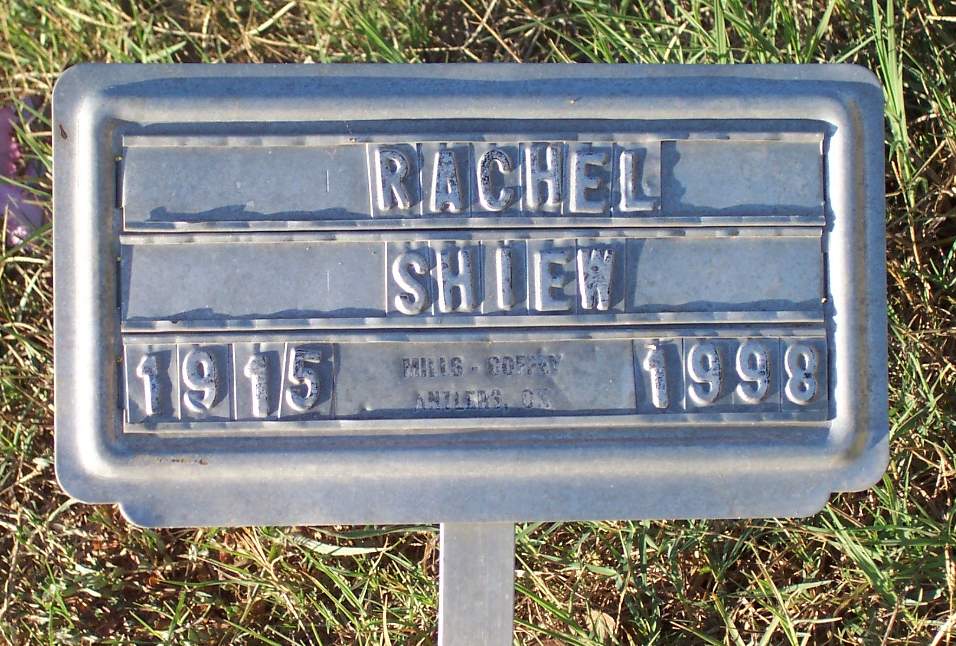 RACHEL
SHIEW
1915 MILLS - COFFEY 1998
ANTLERS, OK.